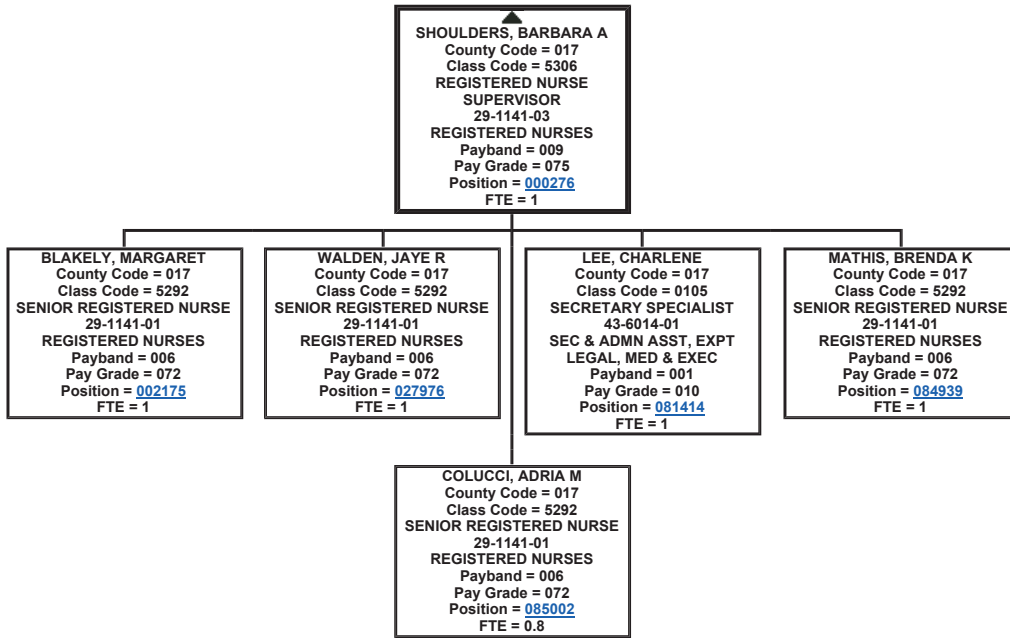 SHOULDERS, BARBARA A
County Code = 017
Class Code = 5306
REGISTERED NURSE
SUPERVISOR
29-1141-03
REGISTERED NURSES
Payband = 009
Pay Grade = 075
Position = 000276
FTE = 1
BLAKELY, MARGARET
County Code = 017
Class Code = 5292
SENIOR REGISTERED NURSE
29-1141-01
REGISTERED NURSES
Payband = 006
Pay Grade = 072
Position = 002175
FTE = 1
WALDEN, JAYE R
County Code = 017
Class Code = 5292
SENIOR REGISTERED NURSE
29-1141-01
REGISTERED NURSES
Payband = 006
Pay Grade = 072
Position = 027976
FTE = 1
LEE, CHARLENE
County Code = 017
Class Code = 0105
SECRETARY SPECIALIST
43-6014-01
SEC & ADMN ASST, EXPT
LEGAL, MED & EXEC
Payband = 001
Pay Grade = 010
Position = 081414
FTE = 1
MATHIS, BRENDA K
County Code = 017
Class Code = 5292
SENIOR REGISTERED NURSE
29-1141-01
REGISTERED NURSES
Payband = 006
Pay Grade = 072
Position = 084939
FTE = 1
COLUCCI, ADRIA M
County Code = 017
Class Code = 5292
SENIOR REGISTERED NURSE
29-1141-01
REGISTERED NURSES
Payband = 006
Pay Grade = 072
Position = 085002
FTE = 0.8